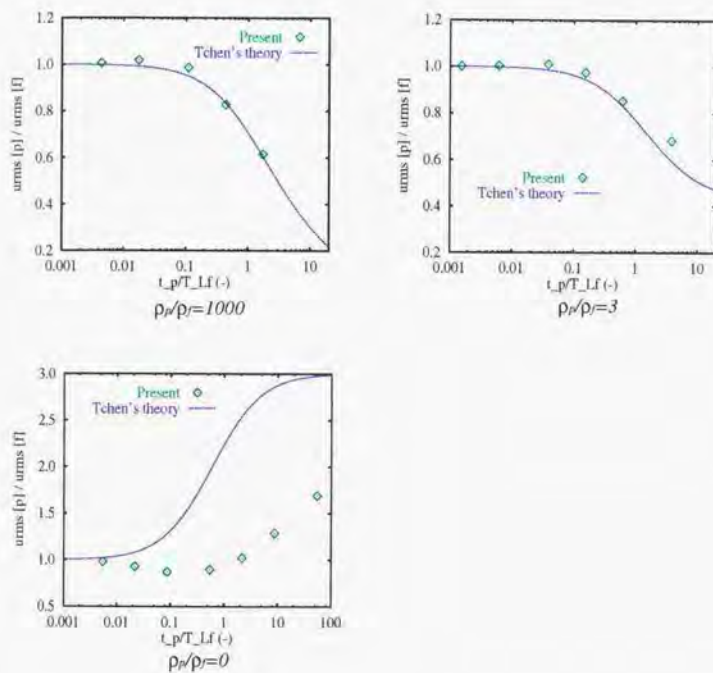 urms [p] / urms [f]
1.2
1.0
0.8
0.6
0.4
0.2
Present
Tchen's theory
0.001
0.01
0.1
1
10
t_p/T_Lf (-)
ρp/ρf=1000
urms [p] / urms [f]
1.2
1.0
0.8
0.6
0.4
0.2
Present
Tchen's theory
0.001
0.01
0.1
1
10
t_p/T_Lf (-)
ρp/ρf=3
urms [p] / urms [f]
3.0
2.5
2.0
1.5
1.0
0.5
Present
Tchen's theory
0.001
0.01
0.1
1
10
100
t_p/T_Lf (-)
ρp/ρf=0